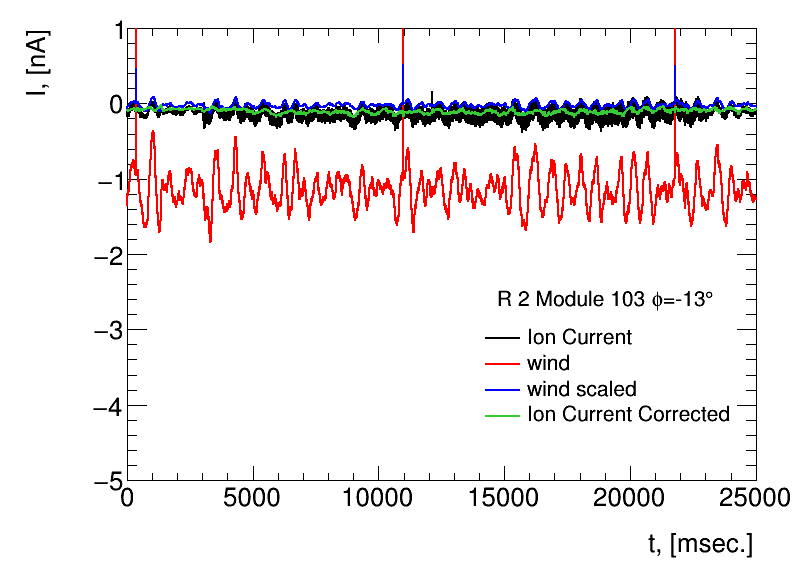 I, [nA]
1
0
−1
−2
−3
−4
−5
R 2 Module 103 ϕ=-13°
Ion Current
wind
wind scaled
Ion Current Corrected
0 5000 10000 15000 20000 25000
t, [msec.]